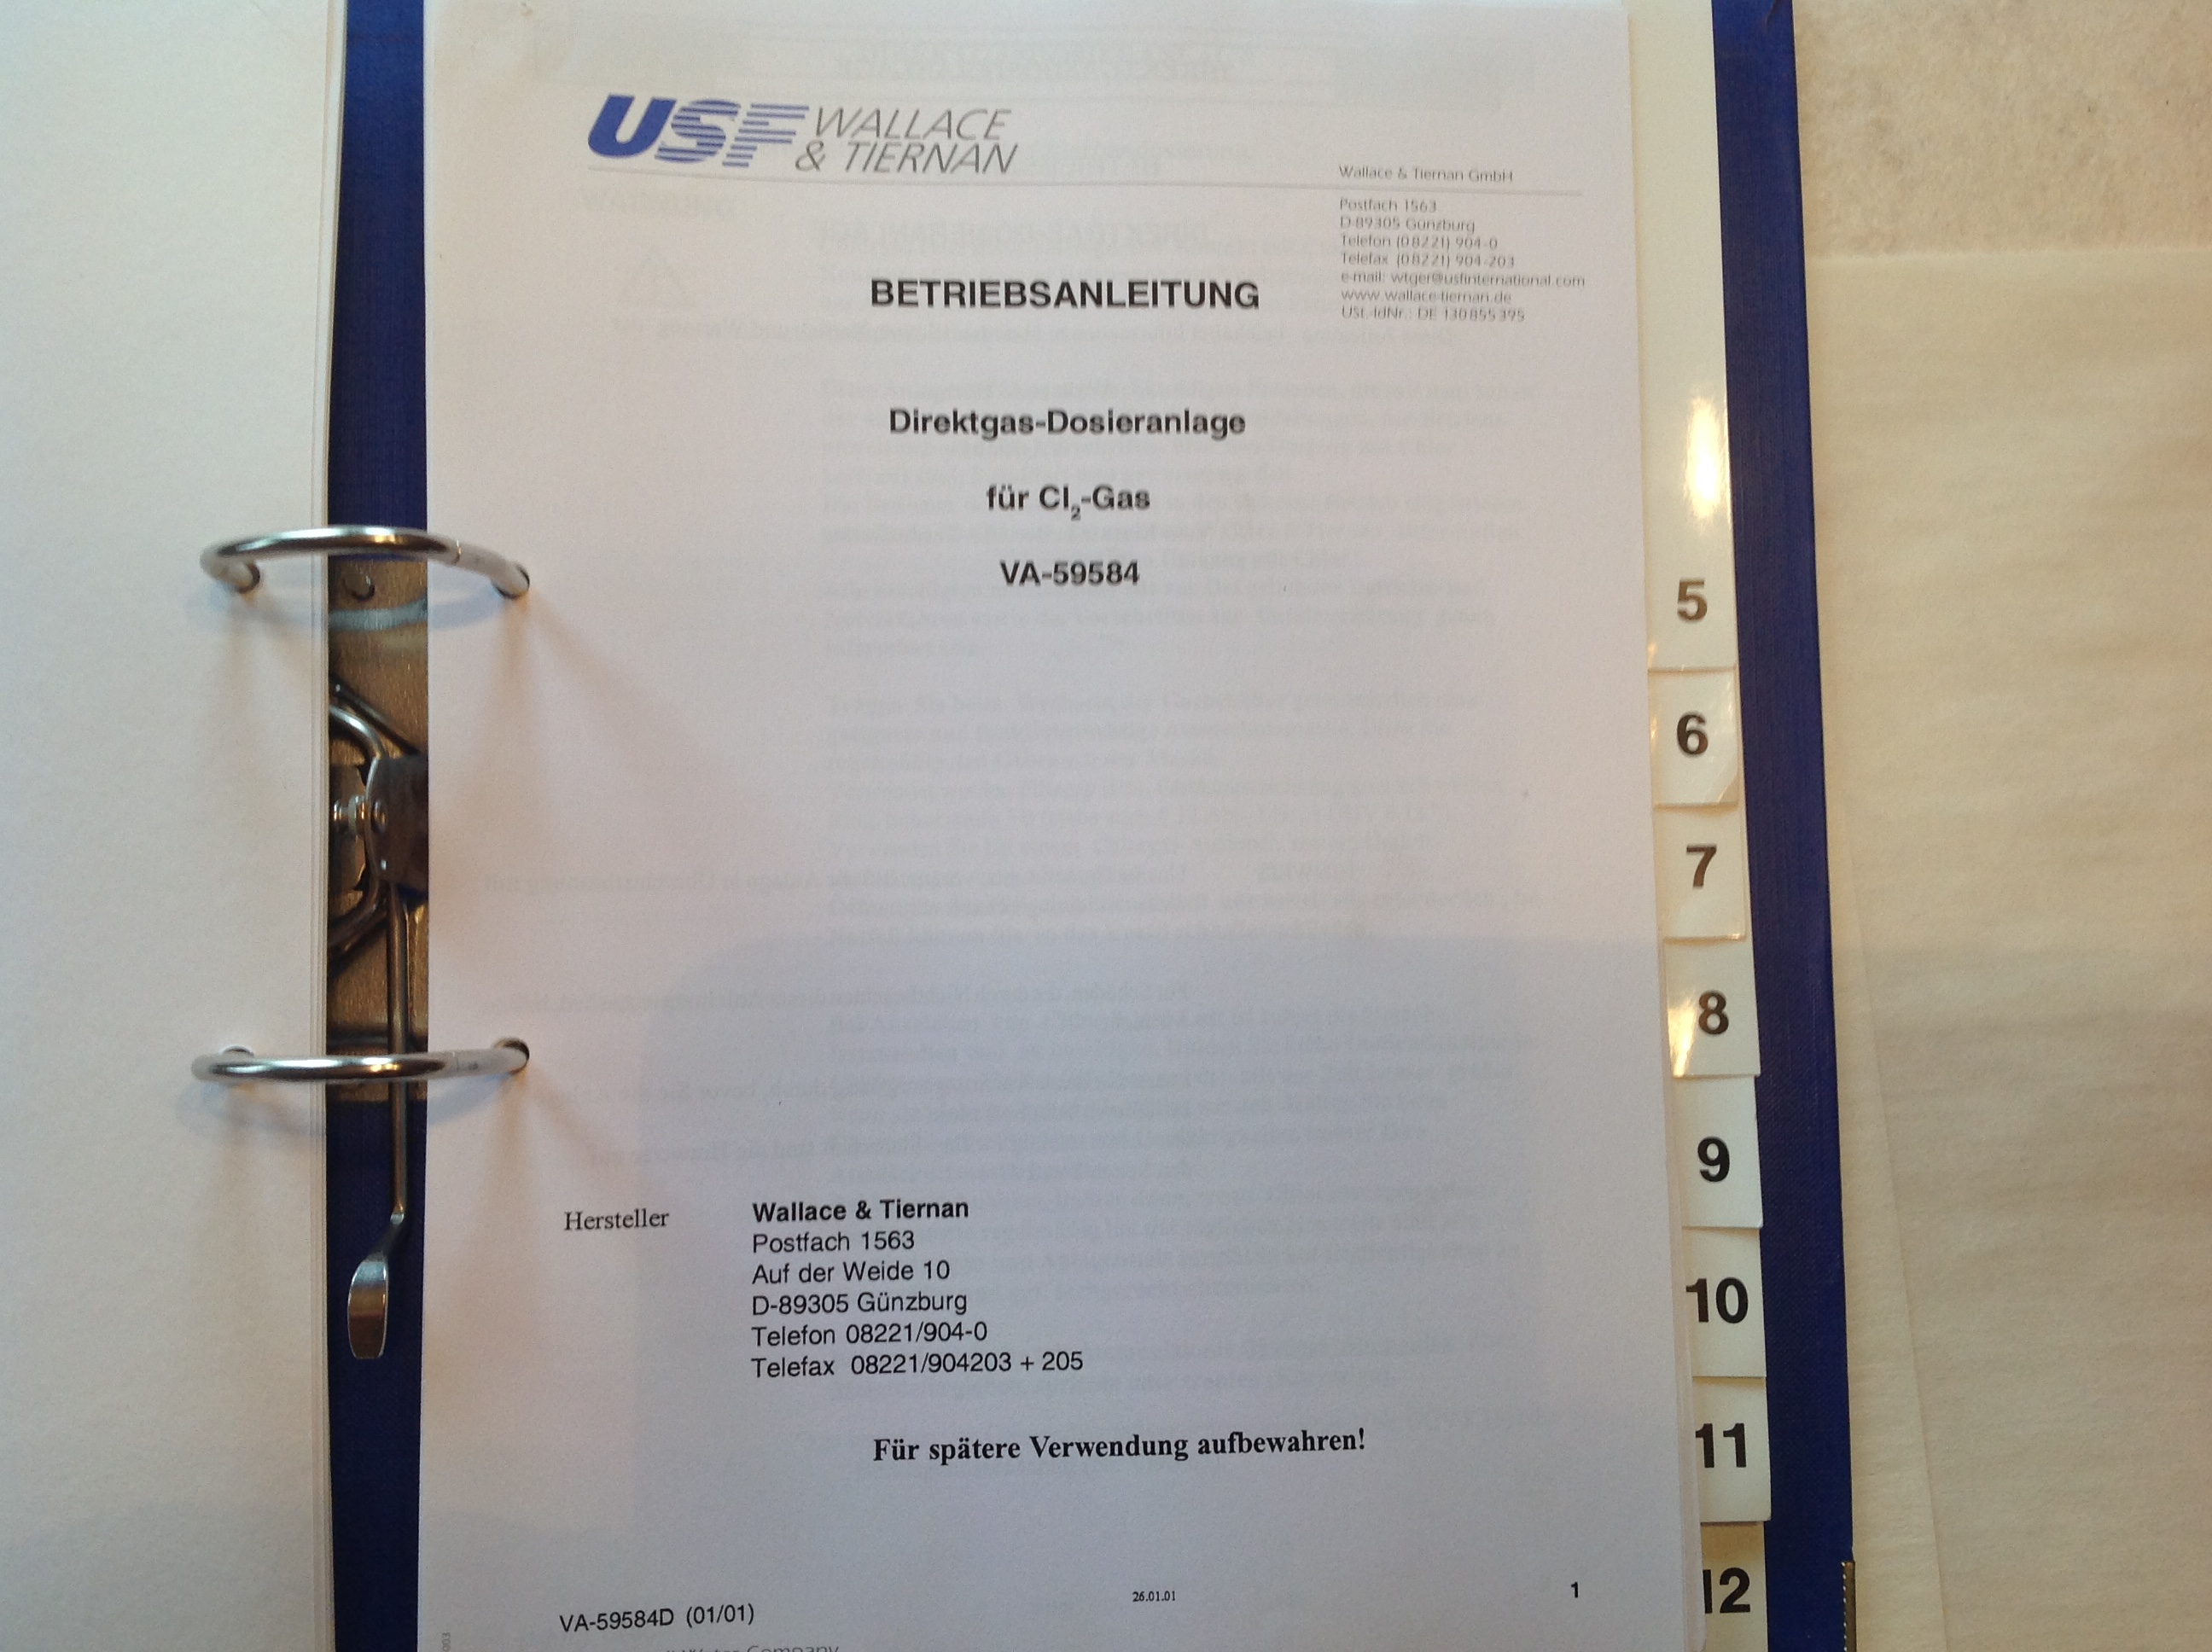 USF WALLACE
& TIERNAN
Wallace & Tiernan GmbH
Postfach 1563
D-89305 Günzburg
Telefon (08221) 904-0
Telefax (08221) 904-203
e-mail: wtger@usfinternational.com
www.wallace-tiernan.de
USt.-IdNr.: DE 130855395
BETRIEBSANLEITUNG
Direktgas-Dosieranlage
für Cl₂-Gas
VA-59584
Hersteller
Wallace & Tiernan
Postfach 1563
Auf der Weide 10
D-89305 Günzburg
Telefon 08221/904-0
Telefax 08221/904203 + 205
Für spätere Verwendung aufbewahren!
VA-59584D (01/01)
26.01.01
1
Company
5
6
7
8
9
10
11
12